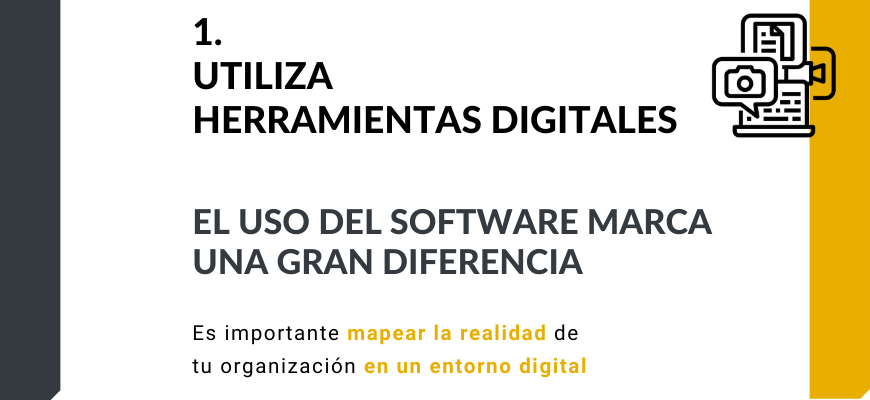 1.
UTILIZA
HERRAMIENTAS DIGITALES
EL USO DEL SOFTWARE MARCA
UNA GRAN DIFERENCIA
Es importante mapear la realidad de
tu organización en un entorno digital